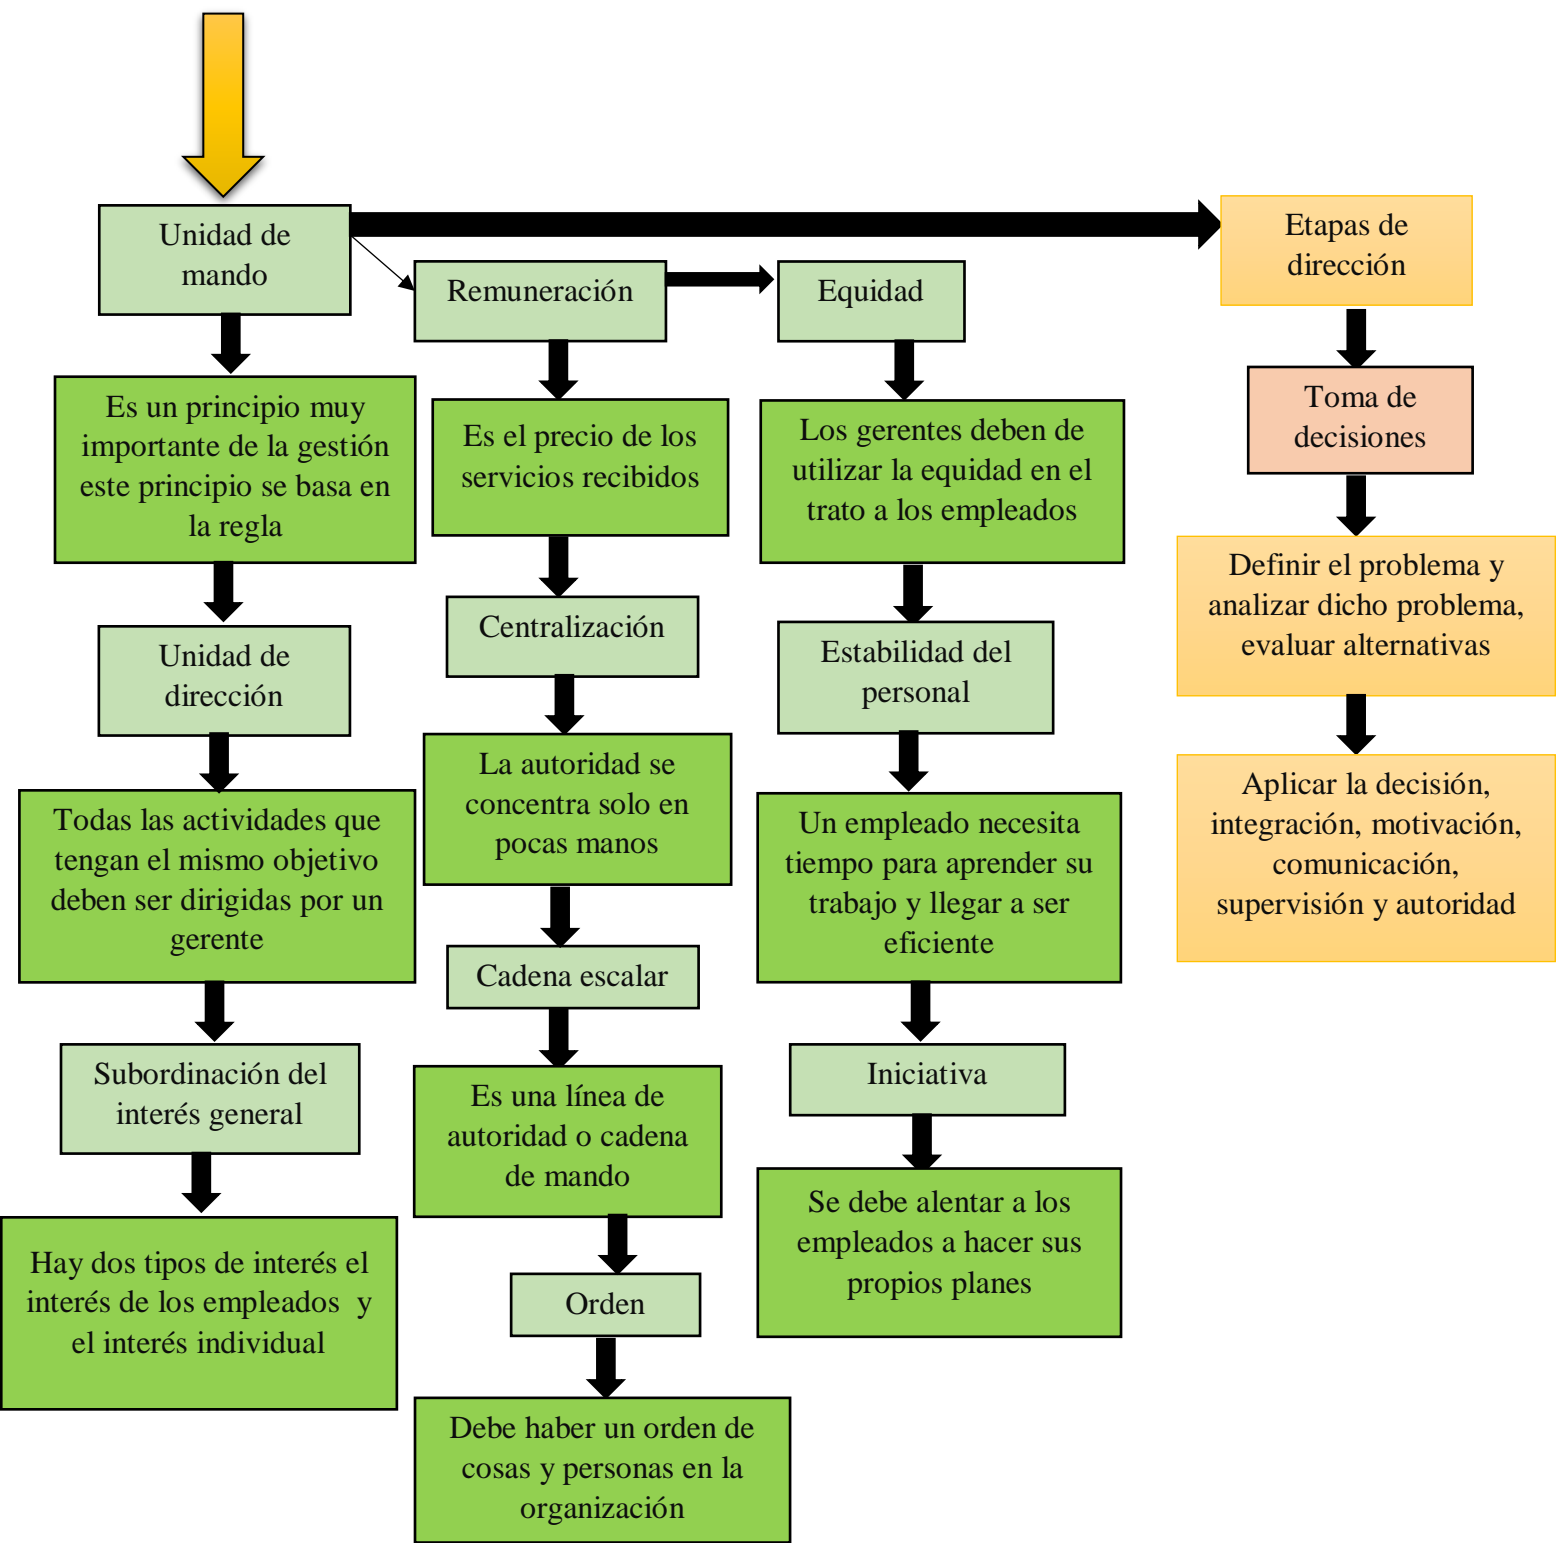 Unidad de
mando
Es un principio muy
importante de la gestión
este principio se basa en
la regla
Unidad de
dirección
Todas las actividades que
tengan el mismo objetivo
deben ser dirigidas por un
gerente
Subordinación del
interés general
Hay dos tipos de interés el
interés de los empleados  y
el interés individual
Remuneración
Es el precio de los
servicios recibidos
Centralización
La autoridad se
concentra solo en
pocas manos
Cadena escalar
Es una línea de
autoridad o cadena
de mando
Orden
Debe haber un orden de
cosas y personas en la
organización
Equidad
Los gerentes deben de
utilizar la equidad en el
trato a los empleados
Estabilidad del
personal
Un empleado necesita
tiempo para aprender su
trabajo y llegar a ser
eficiente
Iniciativa
Se debe alentar a los
empleados a hacer sus
propios planes
Etapas de
dirección
Toma de
decisiones
Definir el problema y
analizar dicho problema,
evaluar alternativas
Aplicar la decisión,
integración, motivación,
comunicación,
supervisión y autoridad